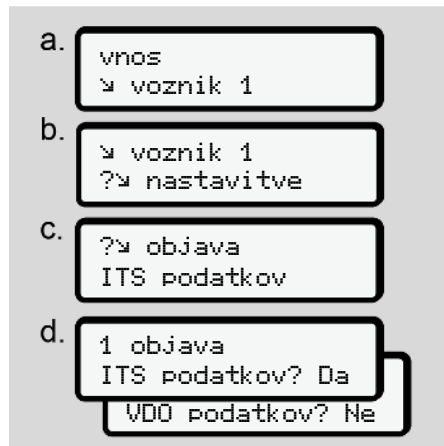 a.
vnos
↘ voznik 1
b.
↘ voznik 1
?↘ nastavitve
c.
?↘ objava
ITS podatkov
d.
1 objava
ITS podatkov? Da
VDO podatkov? Ne